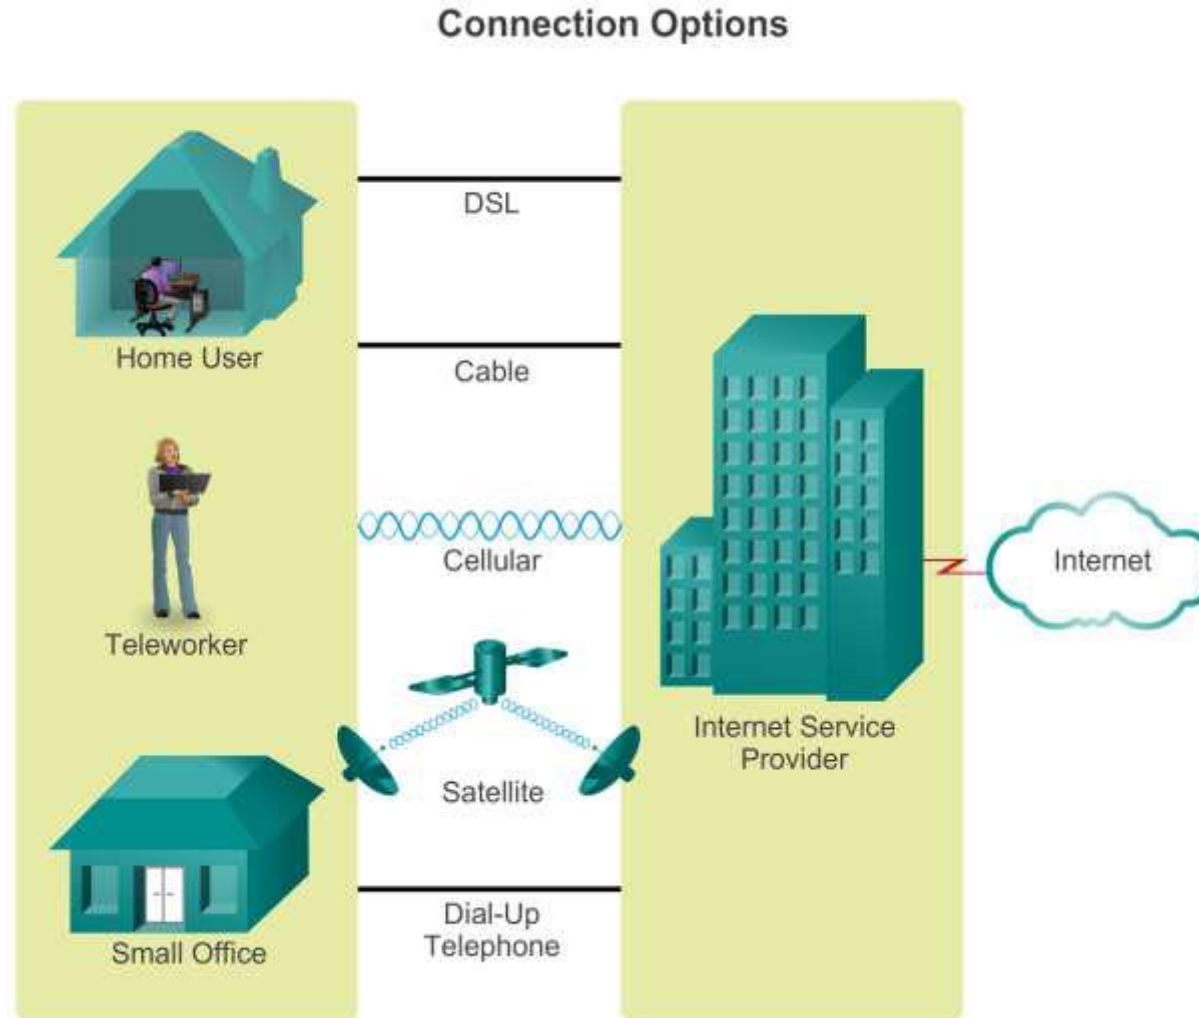 Connection Options
DSL
Home User
Cable
Cellular
Internet
Teleworker
Internet Service
Provider
Satellite
Dial-Up
Telephone
Small Office